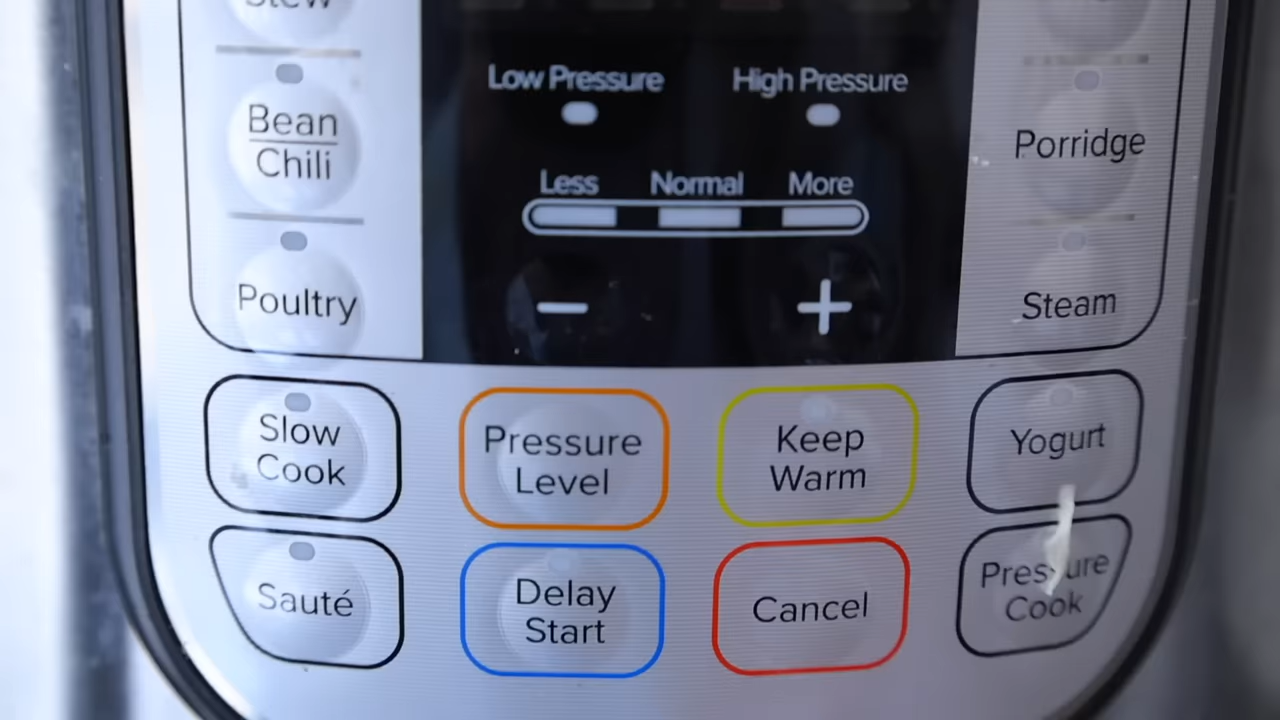 Stew
Low Pressure High Pressure
Bean
Chili
Porridge
Less Normal More
Poultry
− +
Steam
Slow
Cook
Pressure
Level
Keep
Warm
Yogurt
Sauté
Delay
Start
Cancel
Pressure
Cook